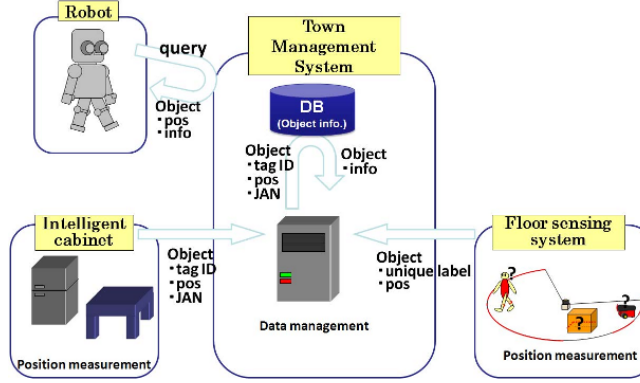 Robot
query
Object
・pos
・info
Town
Management
System
DB
(Object info.)
Object
・tag ID
・pos
・JAN
Object
・info
Intelligent
cabinet
Object
・tag ID
・pos
・JAN
Position measurement
Data management
Object
・unique label
・pos
Floor sensing
system
?
?
?
Position measurement